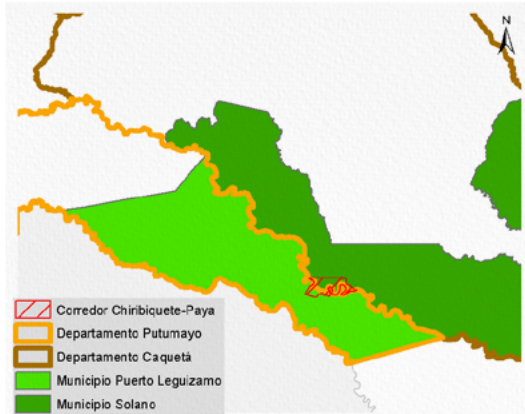 N
Corredor Chiribiquete-Paya
Departamento Putumayo
Departamento Caquetá
Municipio Puerto Leguizamo
Municipio Solano